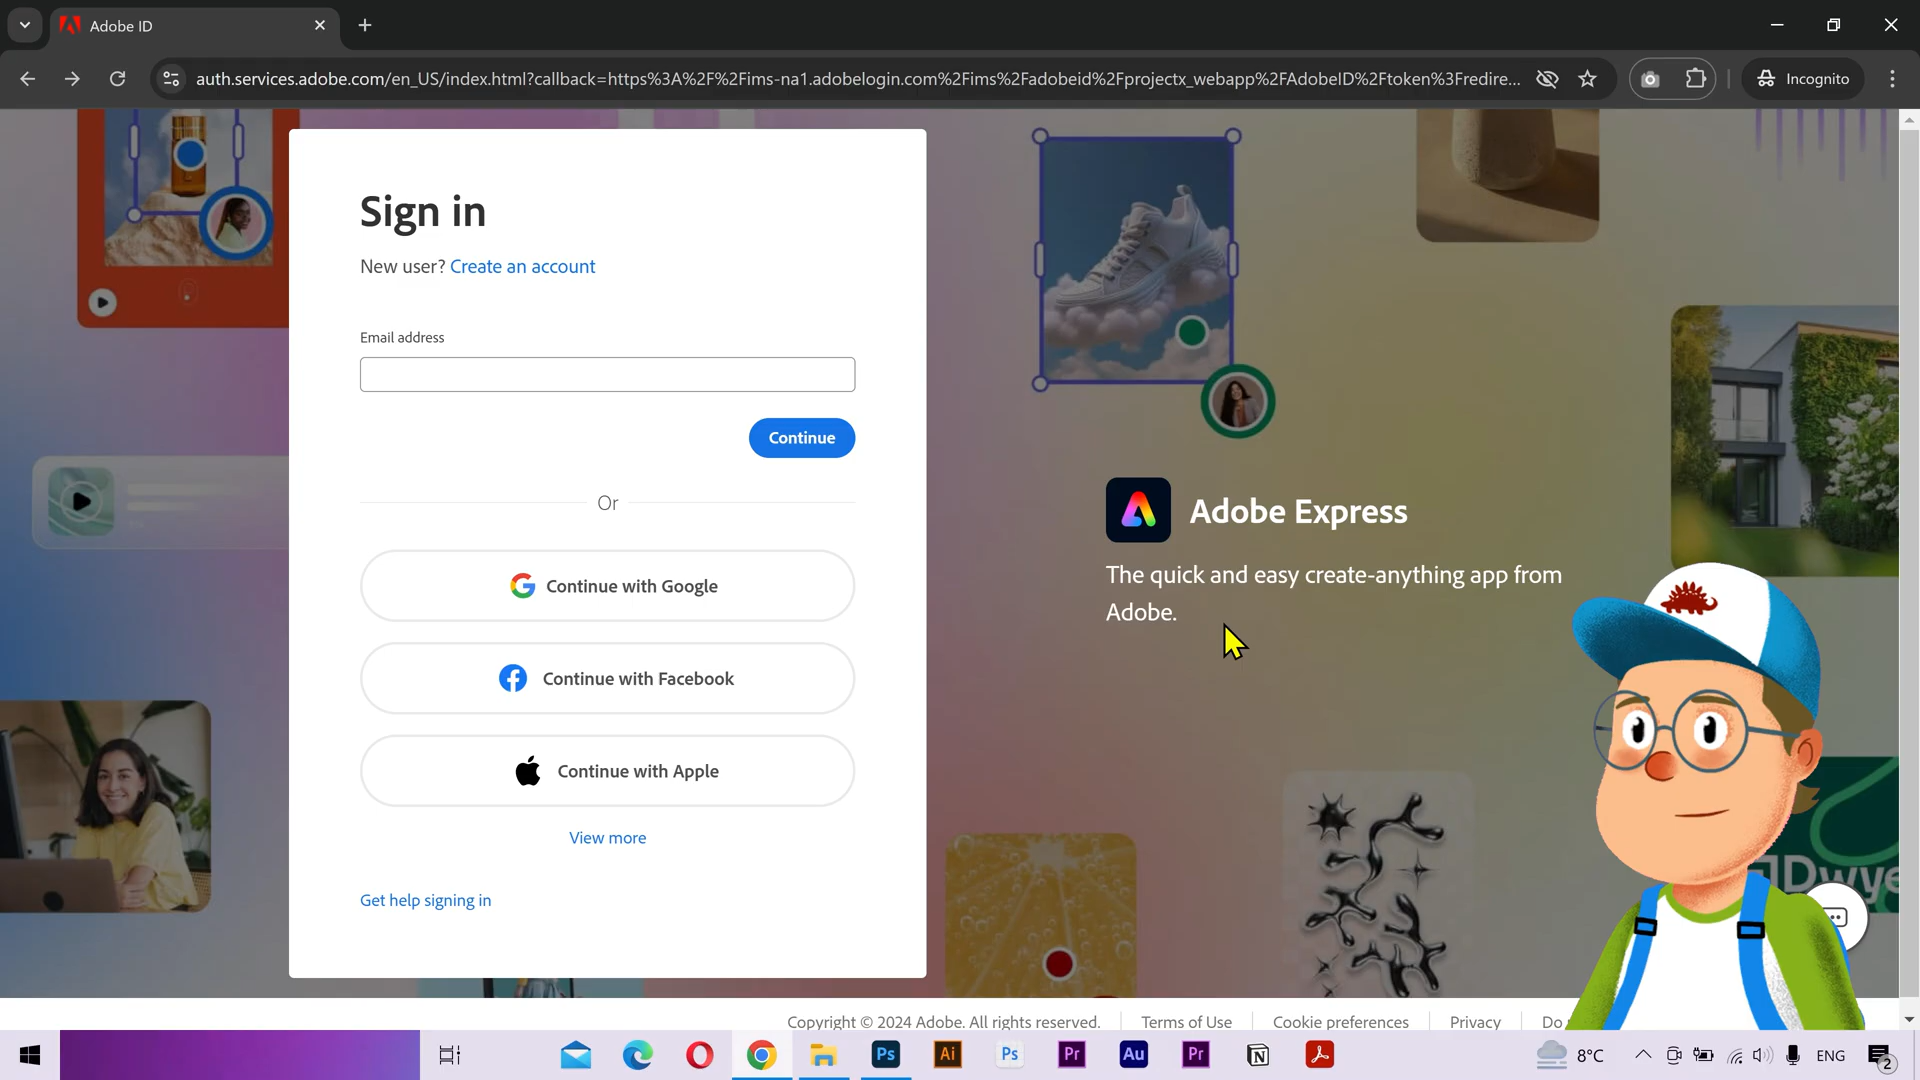 Adobe ID
auth.services.adobe.com/en_US/index.html?callback=https%3A%2F%2Fims-na1.adobelogin.com%2Fims%2Fadobeid%2Fprojectx_webapp%2FAdobeID%2Ftoken%3Fredire...
Incognito
Sign in
New user? Create an account
Email address
Continue
Or
Continue with Google
Continue with Facebook
Continue with Apple
View more
Get help signing in
Adobe Express
The quick and easy create-anything app from
Adobe.
Copyright © 2024 Adobe. All rights reserved.
Terms of Use
Cookie preferences
Privacy
Do
Ps
Ai
Ps
Pr
Au
Pr
N
8°C
ENG
2